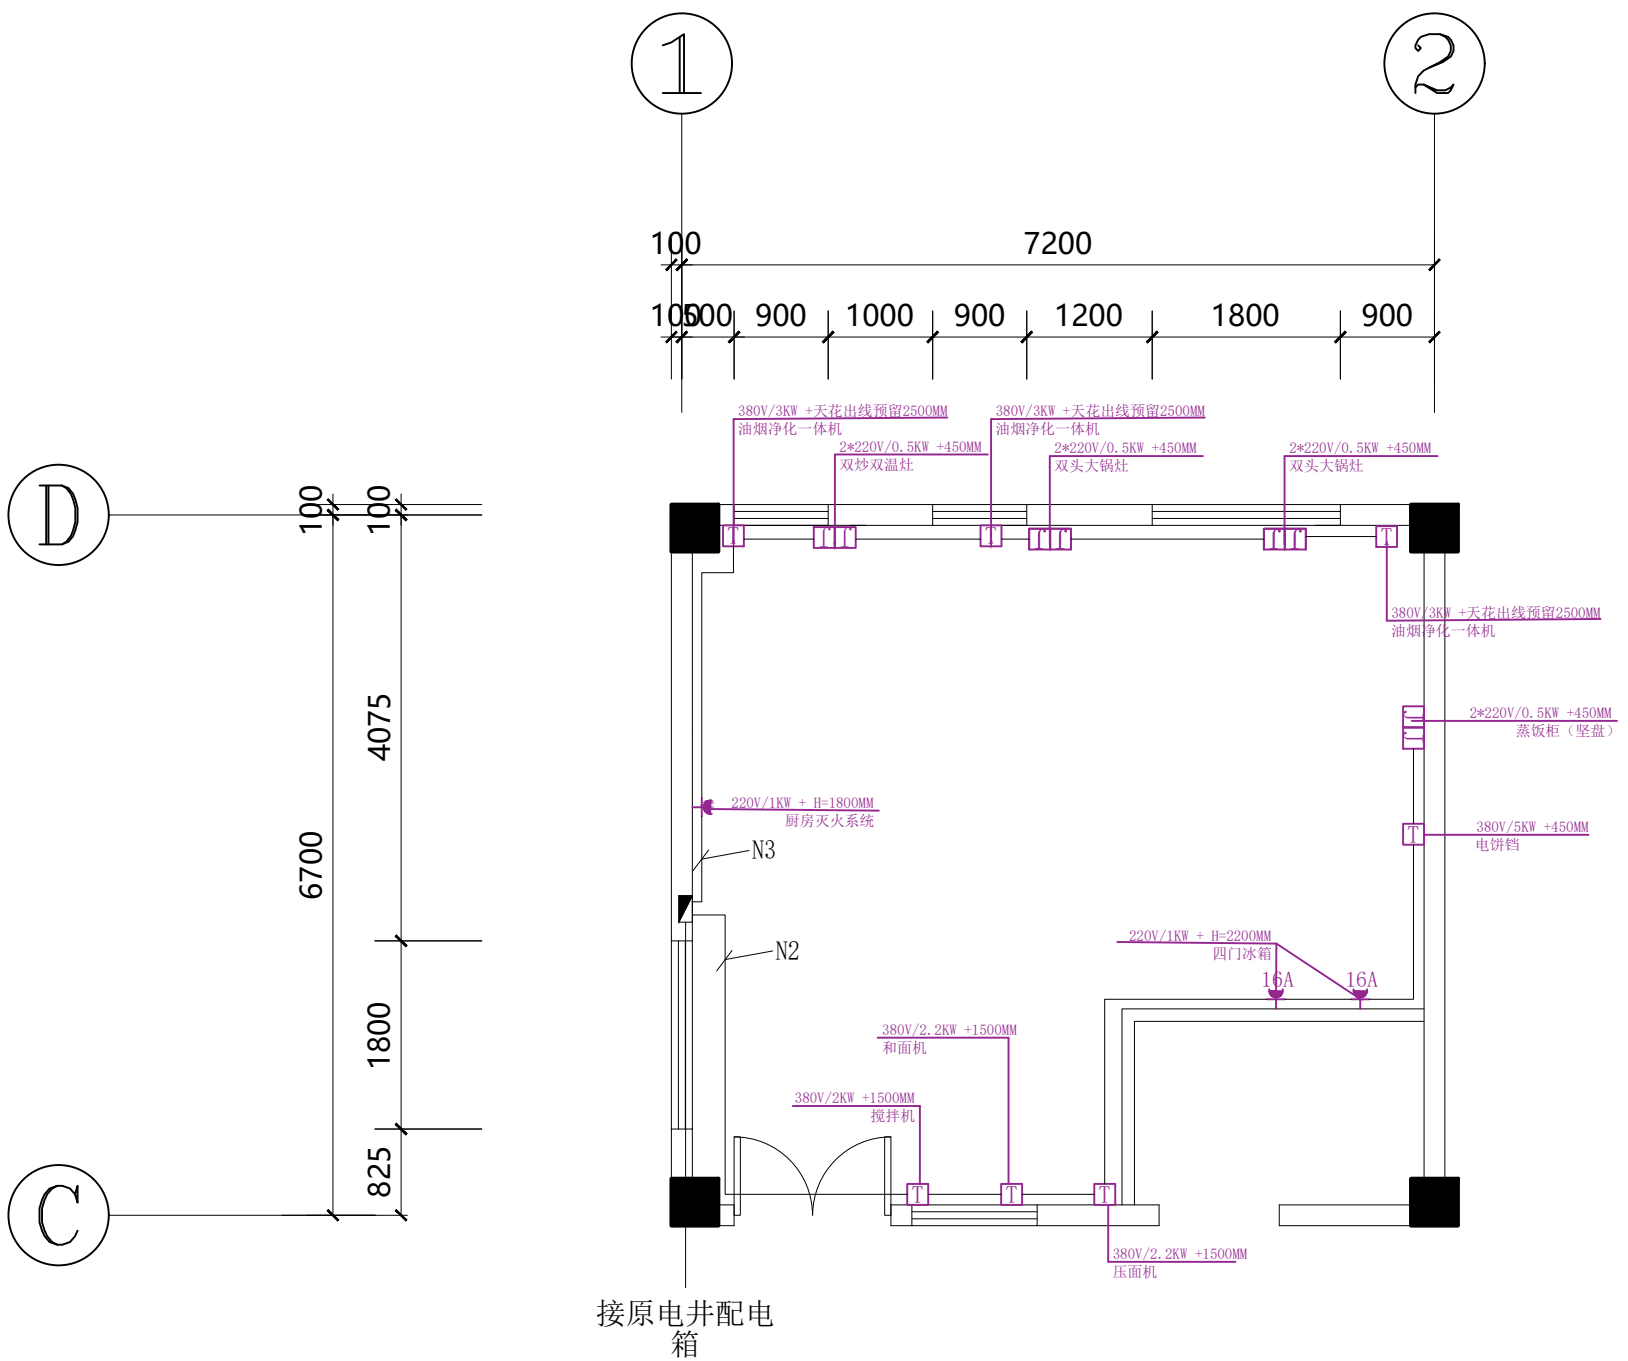 1
2
100
7200
100
500
900
1000
900
1200
1800
900
380V/3KW +天花出线预留2500MM
油烟净化一体机
380V/3KW +天花出线预留2500MM
油烟净化一体机
2*220V/0.5KW +450MM
双炒双温灶
2*220V/0.5KW +450MM
双头大锅灶
2*220V/0.5KW +450MM
双头大锅灶
D
100
100
T
T
T
380V/3KW +天花出线预留2500MM
油烟净化一体机
4075
2*220V/0.5KW +450MM
蒸饭柜（坚盘）
220V/1KW + H=1800MM
厨房灭火系统
T
380V/5KW +450MM
电饼铛
N3
6700
220V/1KW + H=2200MM
四门冰箱
N2
16A
16A
1800
380V/2.2KW +1500MM
和面机
380V/2KW +1500MM
搅拌机
825
C
T
T
T
380V/2.2KW +1500MM
压面机
接原电井配电
箱